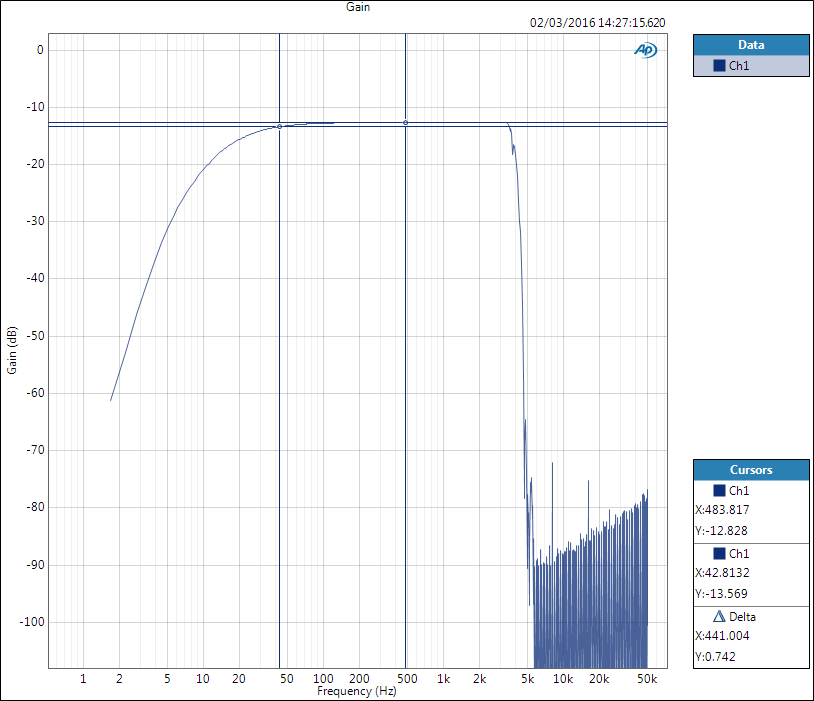 Gain
02/03/2016 14:27:15.620
AP
Data
Ch1
0
-10
-20
-30
-40
-50
-60
-70
-80
-90
-100
Gain (dB)
1 2 5 10 20 50 100 200 500 1k 2k 5k 10k 20k 50k
Frequency (Hz)
Cursors
Ch1
X:483.817
Y:-12.828
Ch1
X:42.8132
Y:-13.569
Delta
X:441.004
Y:0.742